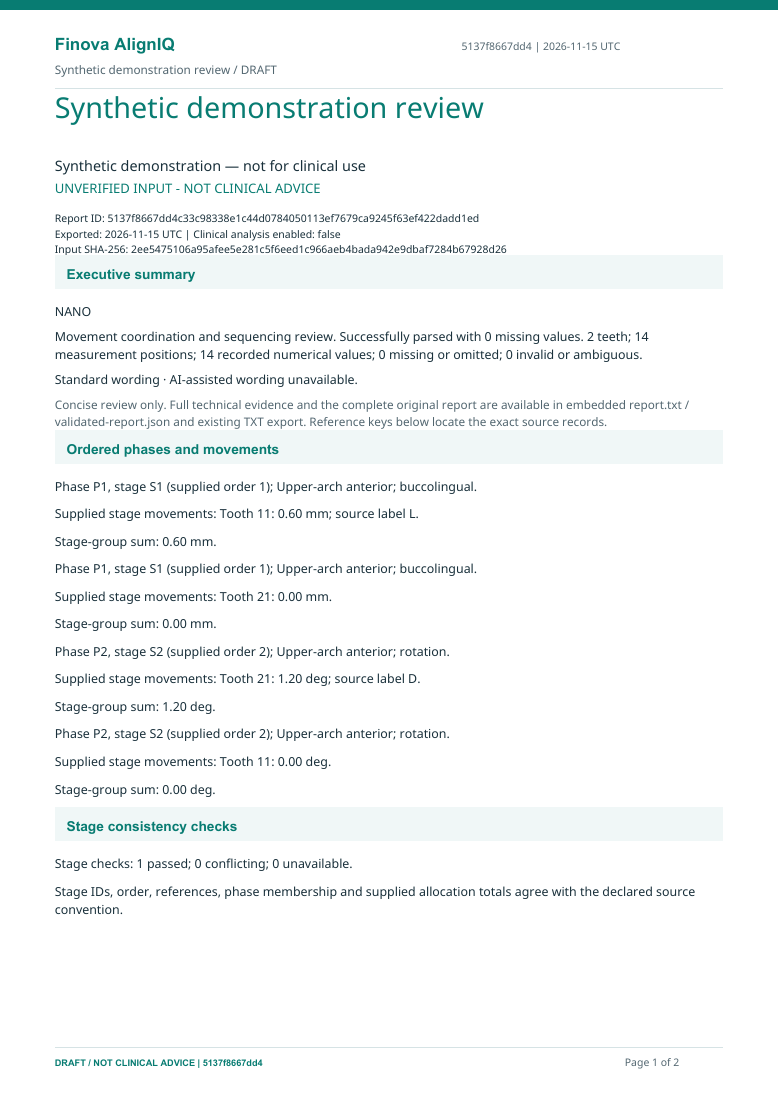 Finova AlignIQ
5137f8667dd4 | 2026-11-15 UTC
Synthetic demonstration review / DRAFT
Synthetic demonstration review
Synthetic demonstration — not for clinical use
UNVERIFIED INPUT - NOT CLINICAL ADVICE
Report ID: 5137f8667dd4c33c98338e1c44d0784050113ef7679ca9245f63ef422dadd1ed
Exported: 2026-11-15 UTC | Clinical analysis enabled: false
Input SHA-256: 2ee5475106a95afee5e281c5f6eed1c966aeb4bada942e9dbaf7284b67928d26
Executive summary
NANO
Movement coordination and sequencing review. Successfully parsed with 0 missing values. 2 teeth; 14
measurement positions; 14 recorded numerical values; 0 missing or omitted; 0 invalid or ambiguous.
Standard wording · AI-assisted wording unavailable.
Concise review only. Full technical evidence and the complete original report are available in embedded report.txt /
validated-report.json and existing TXT export. Reference keys below locate the exact source records.
Ordered phases and movements
Phase P1, stage S1 (supplied order 1); Upper-arch anterior; buccolingual.
Supplied stage movements: Tooth 11: 0.60 mm; source label L.
Stage-group sum: 0.60 mm.
Phase P1, stage S1 (supplied order 1); Upper-arch anterior; buccolingual.
Supplied stage movements: Tooth 21: 0.00 mm.
Stage-group sum: 0.00 mm.
Phase P2, stage S2 (supplied order 2); Upper-arch anterior; rotation.
Supplied stage movements: Tooth 21: 1.20 deg; source label D.
Stage-group sum: 1.20 deg.
Phase P2, stage S2 (supplied order 2); Upper-arch anterior; rotation.
Supplied stage movements: Tooth 11: 0.00 deg.
Stage-group sum: 0.00 deg.
Stage consistency checks
Stage checks: 1 passed; 0 conflicting; 0 unavailable.
Stage IDs, order, references, phase membership and supplied allocation totals agree with the declared source
convention.
DRAFT / NOT CLINICAL ADVICE | 5137f8667dd4
Page 1 of 2